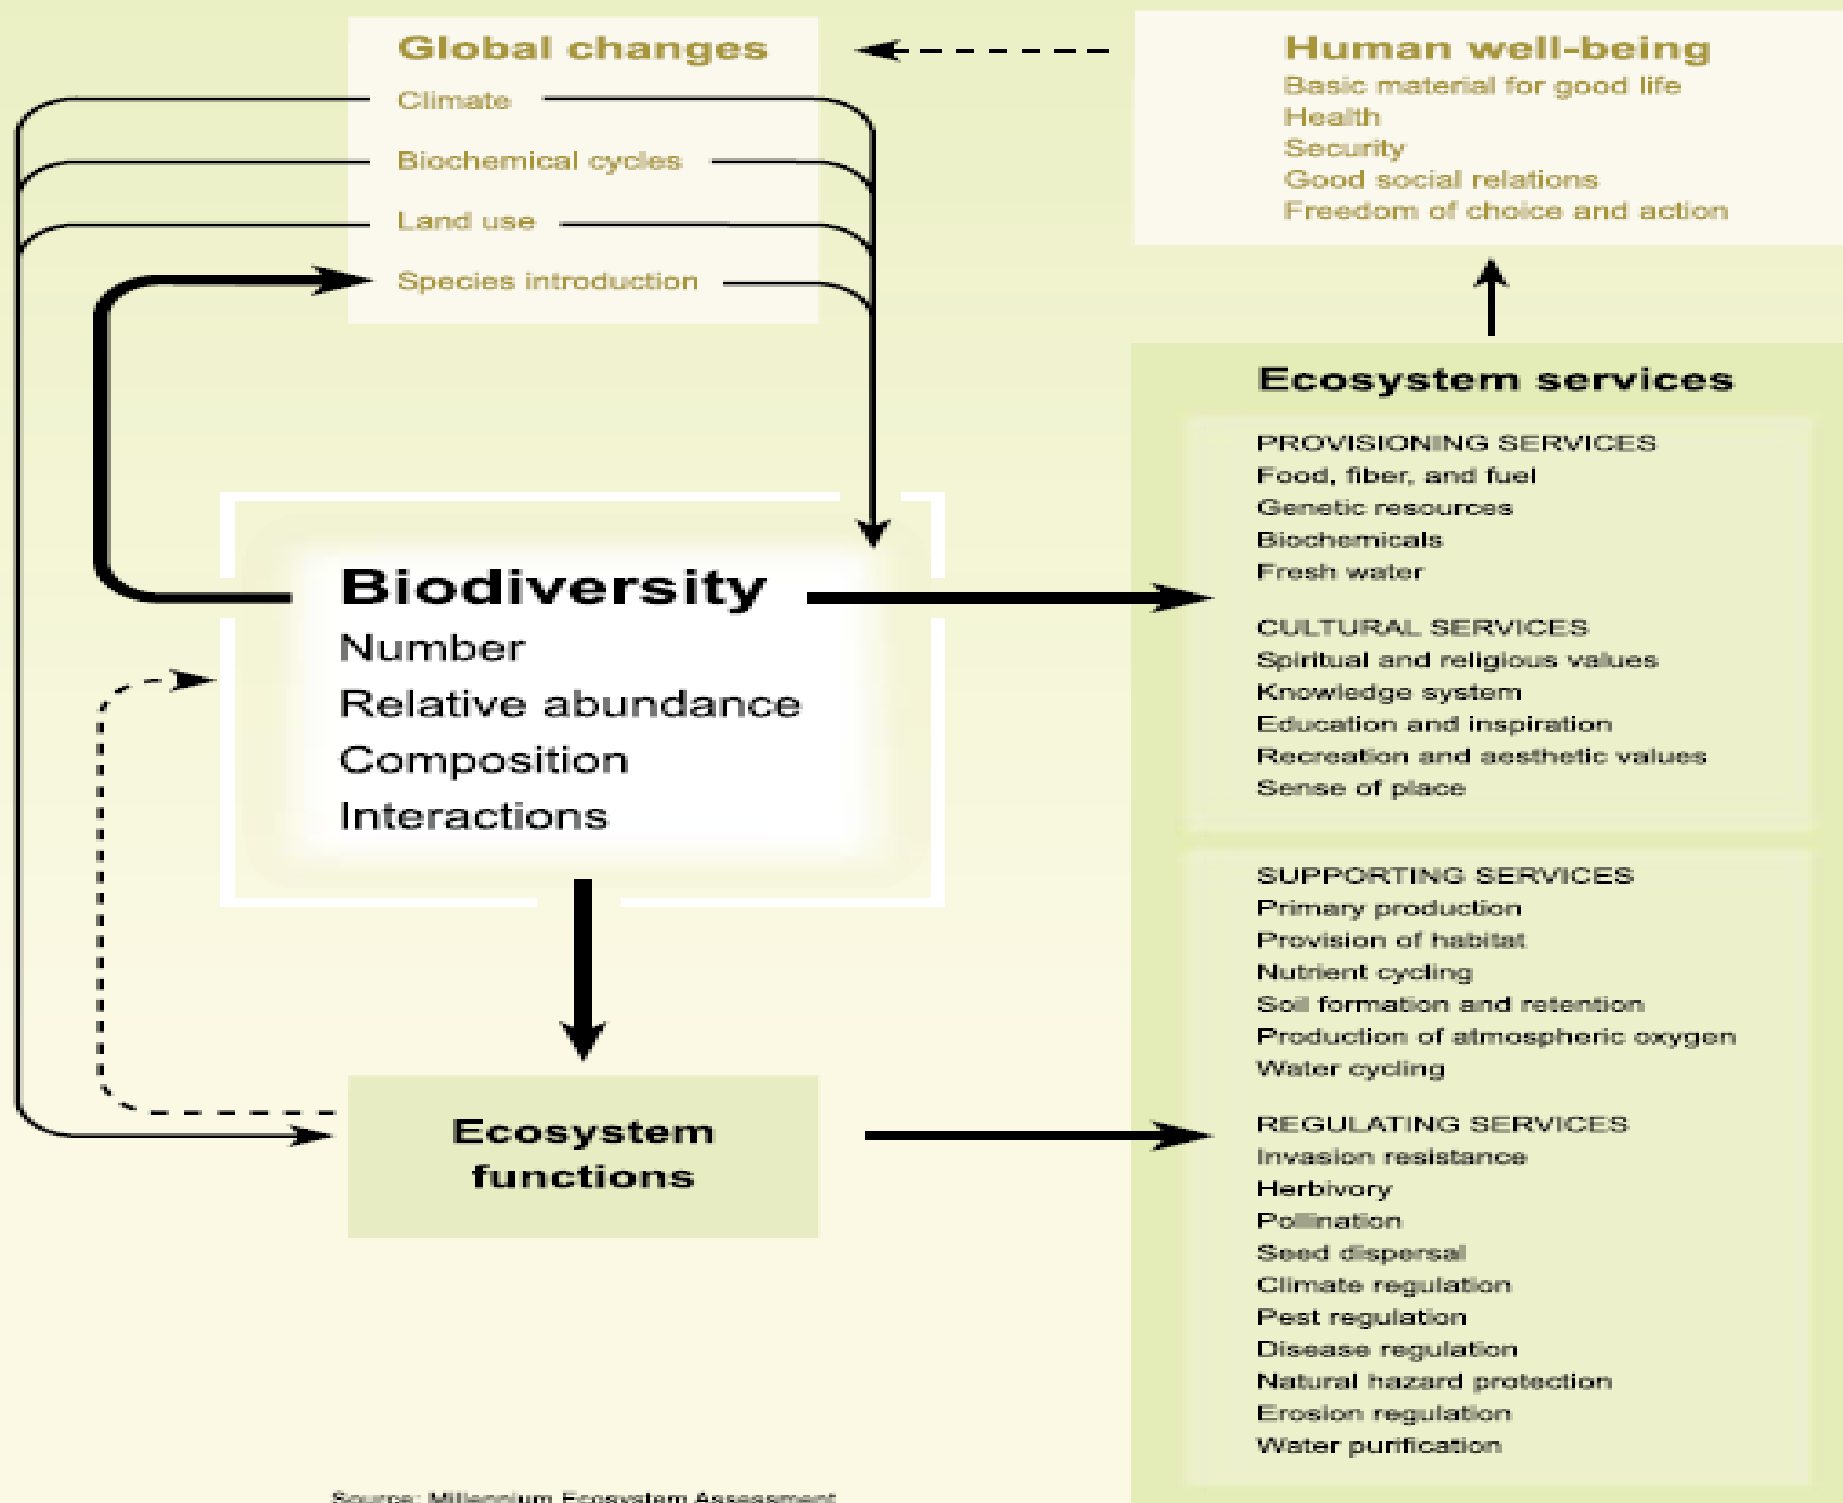 Global changes
Climate
Biochemical cycles
Land use
Species introduction
Human well-being
Basic material for good life
Health
Security
Good social relations
Freedom of choice and action
Biodiversity
Number
Relative abundance
Composition
Interactions
Ecosystem
functions
Ecosystem services
PROVISIONING SERVICES
Food, fiber, and fuel
Genetic resources
Biochemicals
Fresh water
CULTURAL SERVICES
Spiritual and religious values
Knowledge system
Education and inspiration
Recreation and aesthetic values
Sense of place
SUPPORTING SERVICES
Primary production
Provision of habitat
Nutrient cycling
Soil formation and retention
Production of atmospheric oxygen
Water cycling
REGULATING SERVICES
Invasion resistance
Herbivory
Pollination
Seed dispersal
Climate regulation
Pest regulation
Disease regulation
Natural hazard protection
Erosion regulation
Water purification
Source: Millennium Ecosystem Assessment